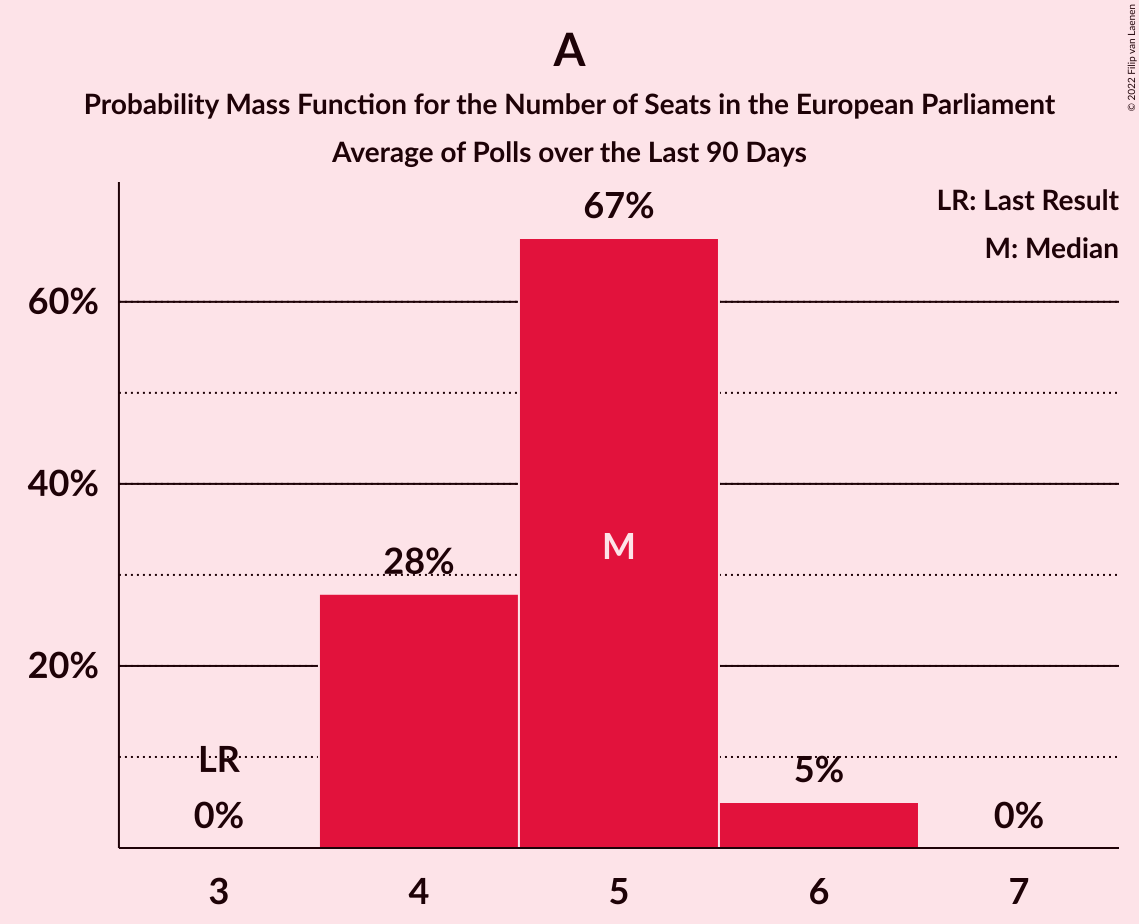 A
Probability Mass Function for the Number of Seats in the European Parliament
Average of Polls over the Last 90 Days
© 2022 Filip van Laenen
LR: Last Result
M: Median
67%
60%
40%
28%
M
20%
LR
0%
5%
0%
3 4 5 6 7